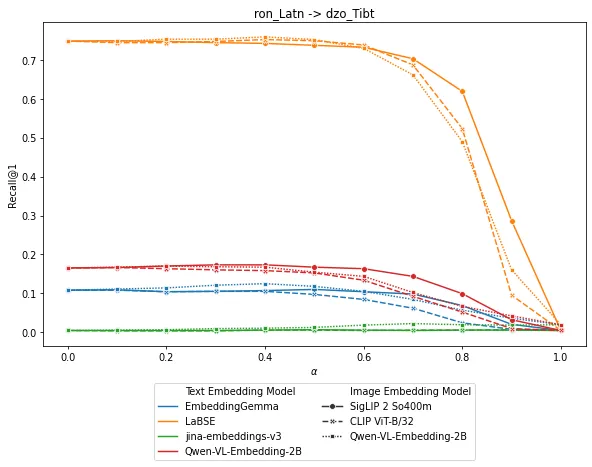 ron_Latn -> dzo_Tibt
Recall@1
0.7
0.6
0.5
0.4
0.3
0.2
0.1
0.0
0.0 0.2 0.4 0.6 0.8 1.0
α
Text Embedding Model Image Embedding Model
EmbeddingGemma SigLIP 2 So400m
LaBSE CLIP ViT-B/32
jina-embeddings-v3 Qwen-VL-Embedding-2B
Qwen-VL-Embedding-2B